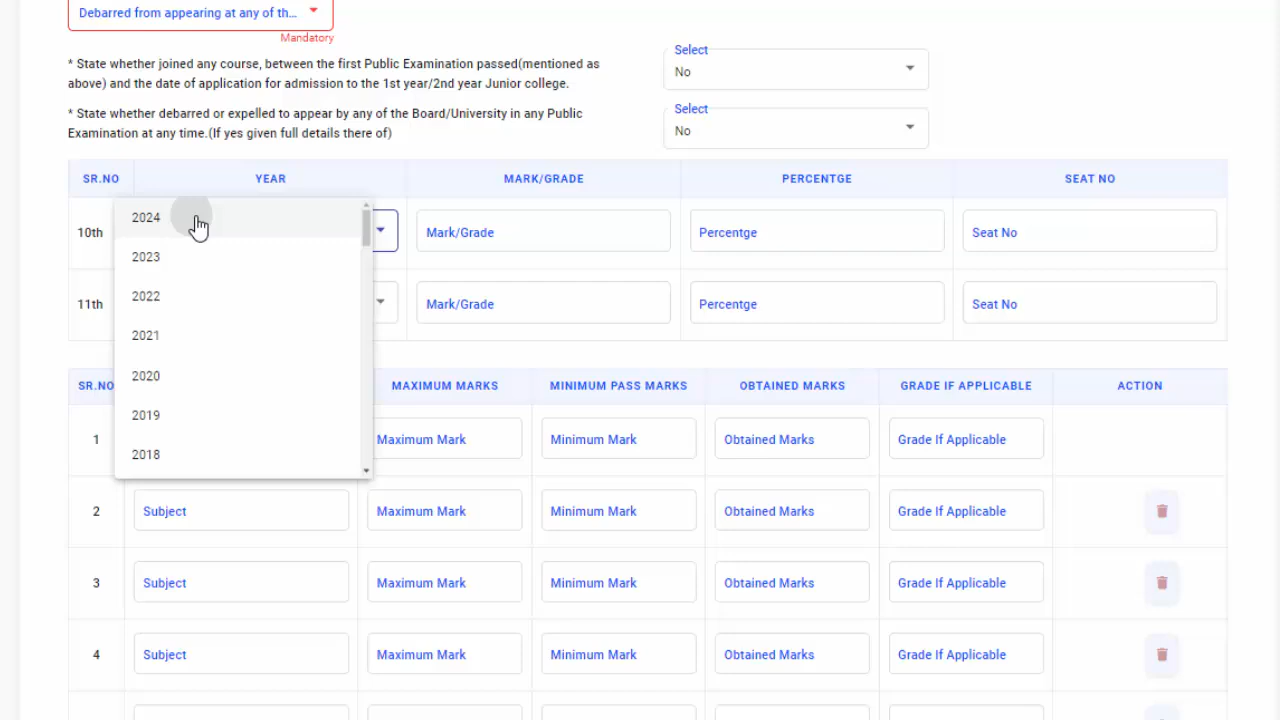 Debarred from appearing at any of th...
Mandatory
* State whether joined any course, between the first Public Examination passed(mentioned as
above) and the date of application for admission to the 1st year/2nd year Junior college.
Select
No
* State whether debarred or expelled to appear by any of the Board/University in any Public
Examination at any time.(If yes given full details there of)
Select
No
SR.NO YEAR MARK/GRADE PERCENTGE SEAT NO
10th Mark/Grade Percentge Seat No
11th Mark/Grade Percentge Seat No
2024
2023
2022
2021
2020
2019
2018
SR.NO MAXIMUM MARKS MINIMUM PASS MARKS OBTAINED MARKS GRADE IF APPLICABLE ACTION
1 Maximum Mark Minimum Mark Obtained Marks Grade If Applicable
2 Subject Maximum Mark Minimum Mark Obtained Marks Grade If Applicable
3 Subject Maximum Mark Minimum Mark Obtained Marks Grade If Applicable
4 Subject Maximum Mark Minimum Mark Obtained Marks Grade If Applicable